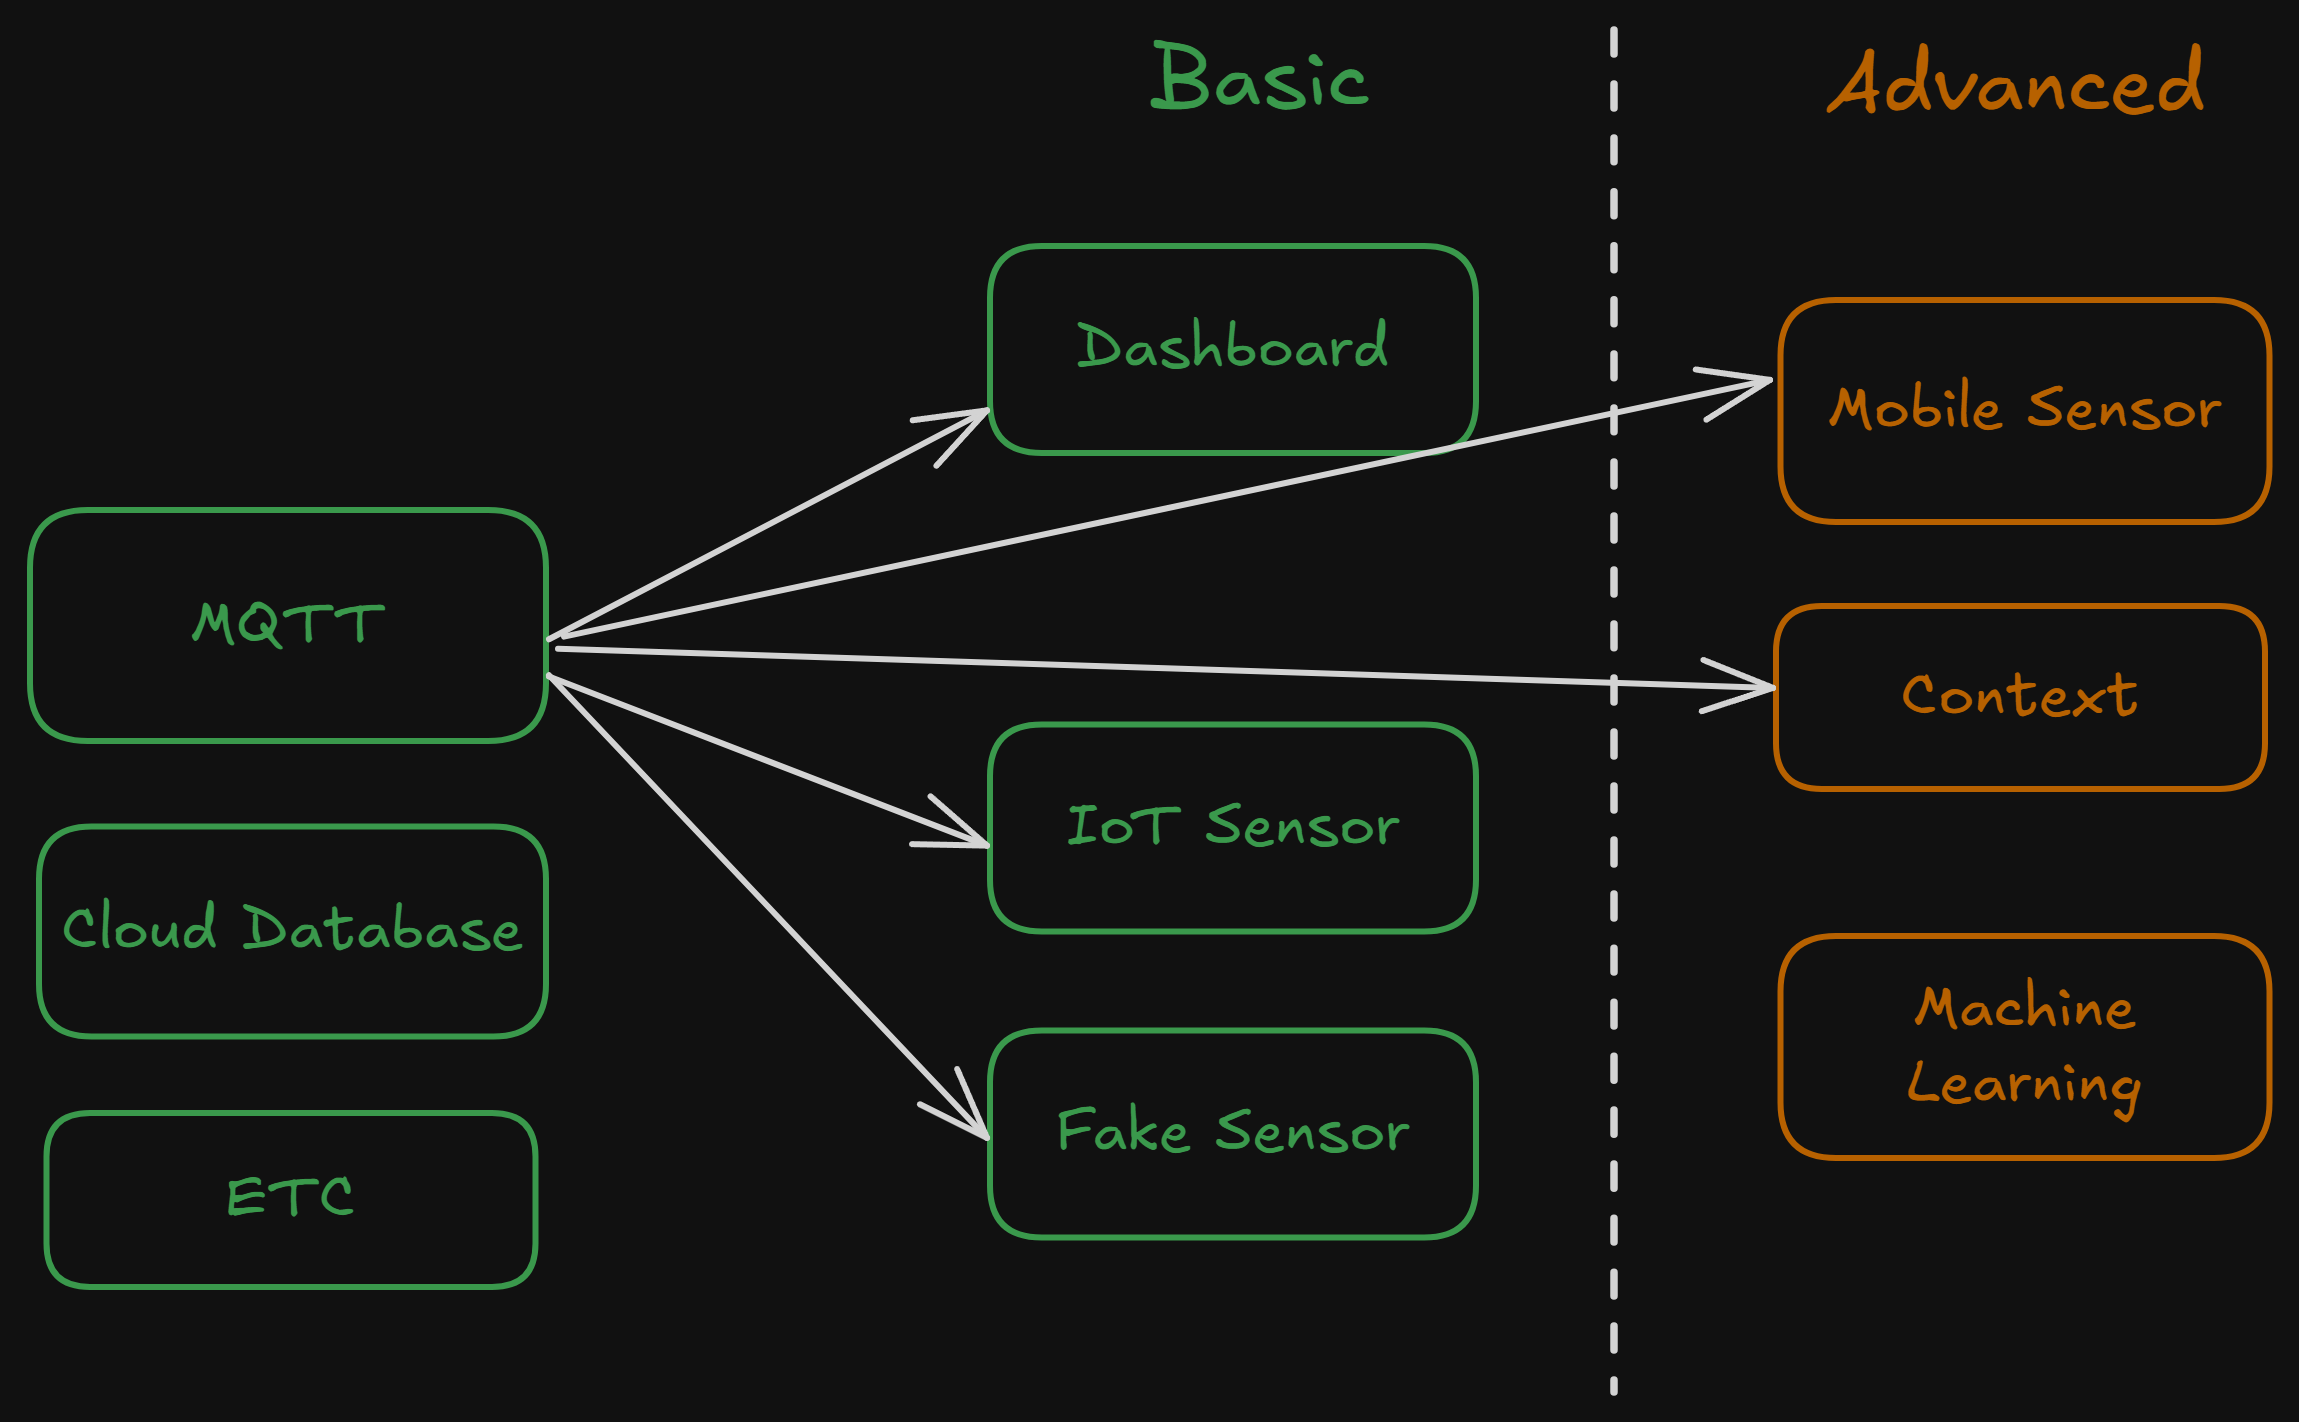 Basic
Advanced
Dashboard
Mobile Sensor
MQTT
Context
IoT Sensor
Cloud Database
Machine
Learning
Fake Sensor
ETC